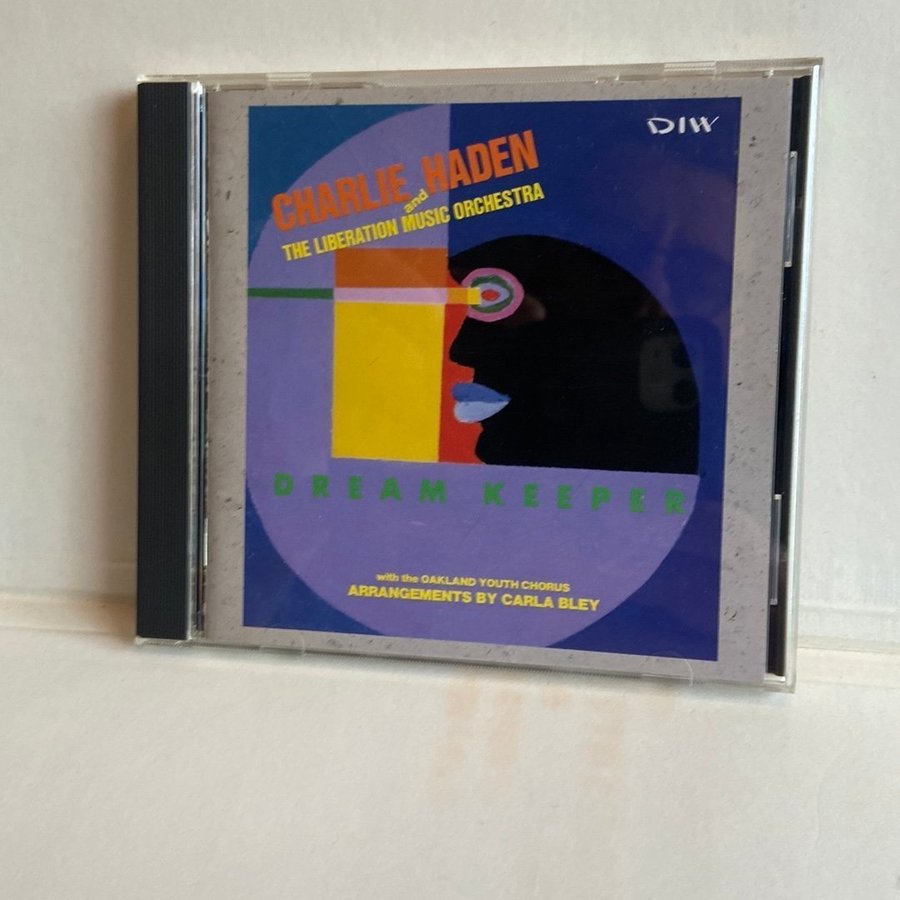 DIW
CHARLIE HADEN
and
THE LIBERATION MUSIC ORCHESTRA
DREAM KEEPER
with the OAKLAND YOUTH CHORUS
ARRANGEMENTS BY CARLA BLEY